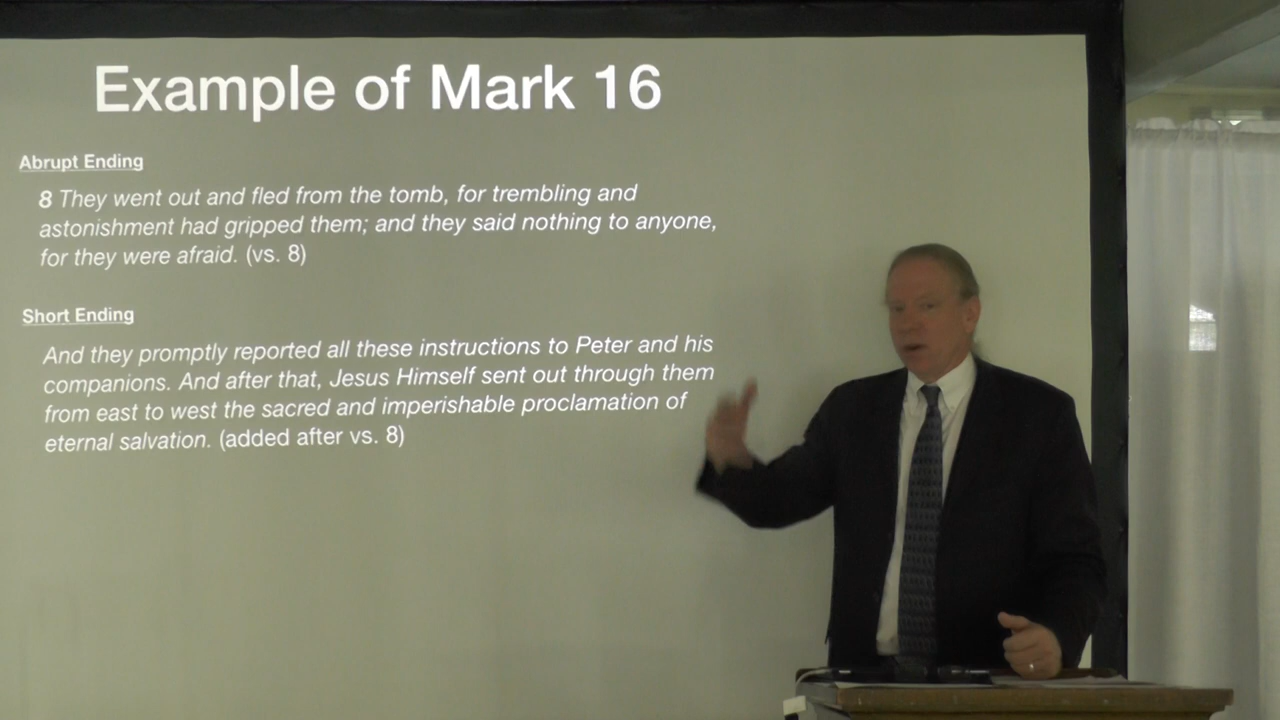 Example of Mark 16
Abrupt Ending
8 They went out and fled from the tomb, for trembling and
astonishment had gripped them; and they said nothing to anyone,
for they were afraid. (vs. 8)
Short Ending
And they promptly reported all these instructions to Peter and his
companions. And after that, Jesus Himself sent out through them
from east to west the sacred and imperishable proclamation of
eternal salvation. (added after vs. 8)